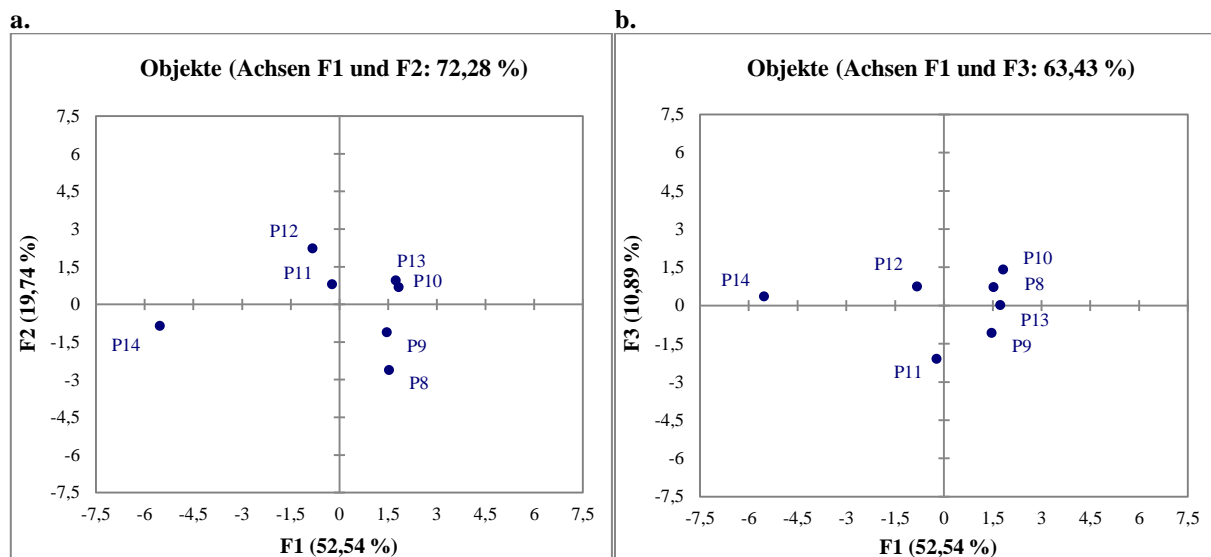 a.
Objekte (Achsen F1 und F2: 72,28 %)
7,5
6
4,5
3
1,5
0
-1,5
-3
-4,5
-6
-7,5
F2 (19,74 %)
P12
P11
P13
P10
P14
P9
P8
-7,5 -6 -4,5 -3 -1,5 0 1,5 3 4,5 6 7,5
F1 (52,54 %)
b.
Objekte (Achsen F1 und F3: 63,43 %)
7,5
6
4,5
3
1,5
0
-1,5
-3
-4,5
-6
-7,5
F3 (10,89 %)
P10
P12
P14
P8
P13
P9
P11
-7,5 -6 -4,5 -3 -1,5 0 1,5 3 4,5 6 7,5
F1 (52,54 %)